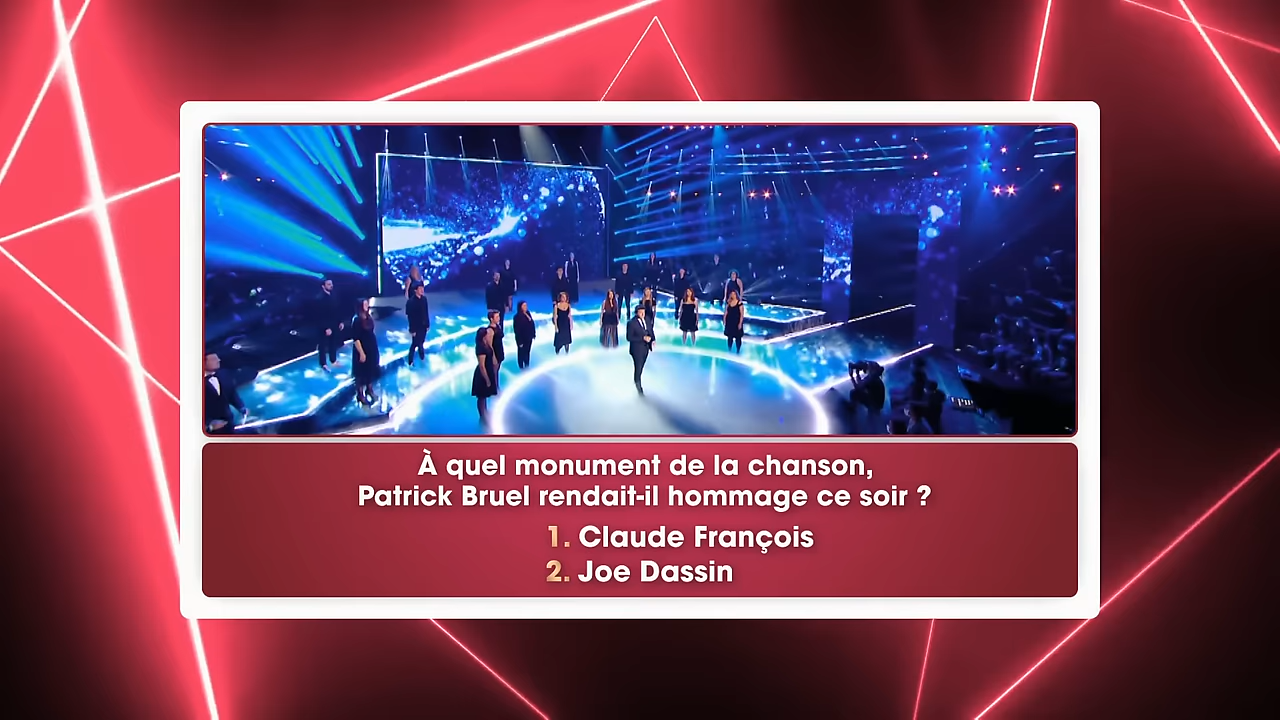 À quel monument de la chanson,
Patrick Bruel rendait-il hommage ce soir ?
1. Claude François
2. Joe Dassin